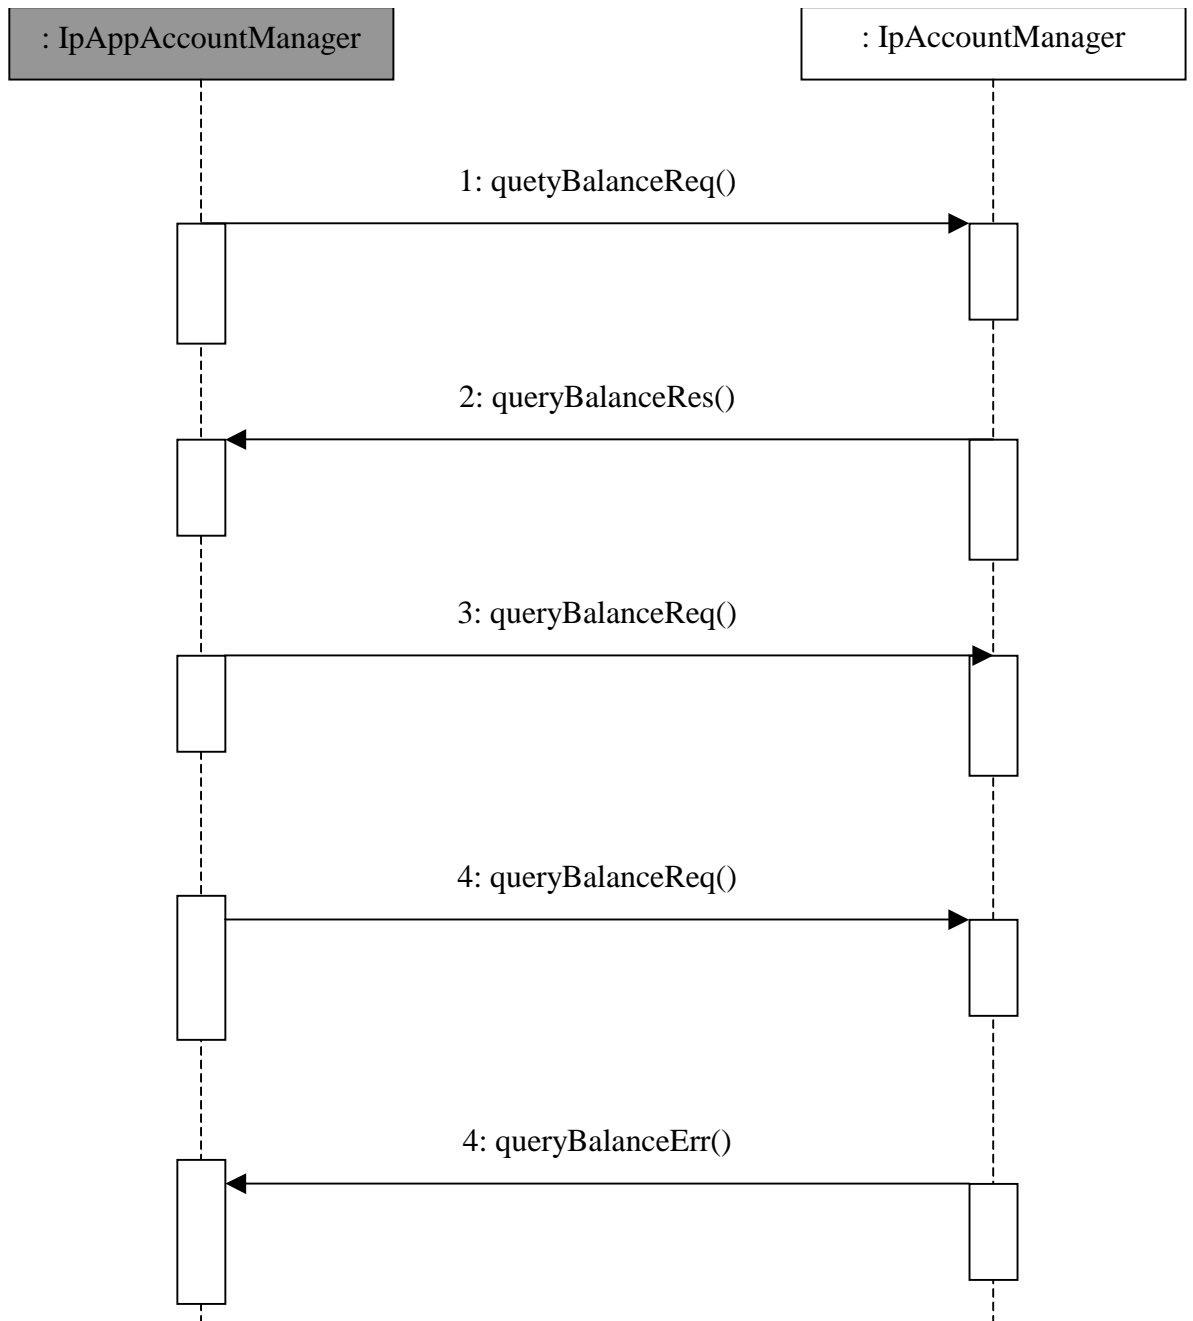 : IpAppAccountManager
: IpAccountManager
1: quetyBalanceReq()
2: queryBalanceRes()
3: queryBalanceReq()
4: queryBalanceReq()
4: queryBalanceErr()